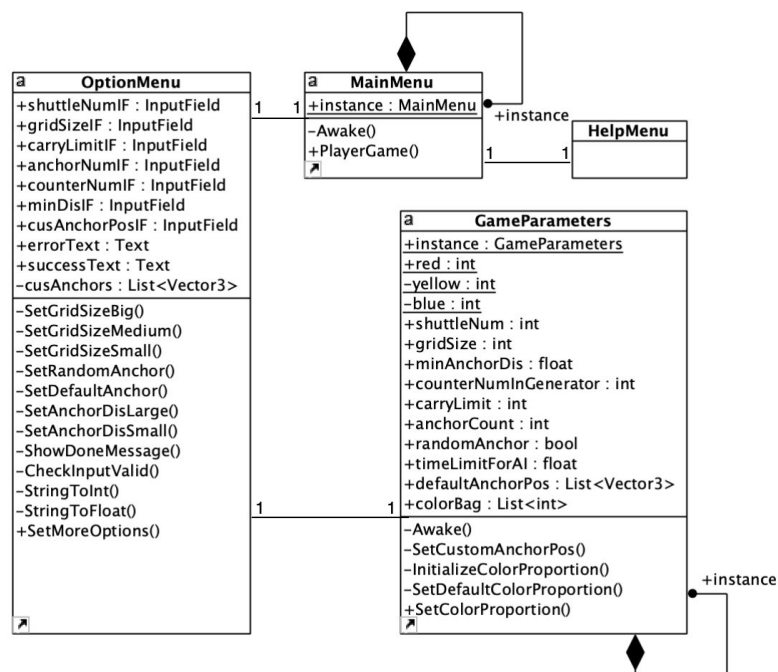 a OptionMenu
+shuttleNumIF : InputField
+gridSizeIF : InputField
+carryLimitIF : InputField
+anchorNumIF : InputField
+counterNumIF : InputField
+minDisIF : InputField
+cusAnchorPosIF : InputField
+errorText : Text
+successText : Text
-cusAnchors : List<Vector3>
-SetGridSizeBig()
-SetGridSizeMedium()
-SetGridSizeSmall()
-SetRandomAnchor()
-SetDefaultAnchor()
-SetAnchorDisLarge()
-SetAnchorDisSmall()
-ShowDoneMessage()
-CheckInputValid()
-StringToInt()
-StringToFloat()
+SetMoreOptions()
1 1
a MainMenu
+instance : MainMenu
-Awake()
+PlayerGame()
+instance
1 1
HelpMenu
a GameParameters
+instance : GameParameters
+red : int
-yellow : int
-blue : int
+shuttleNum : int
+gridSize : int
+minAnchorDis : float
+counterNumInGenerator : int
+carryLimit : int
+anchorCount : int
+randomAnchor : bool
+timeLimitForAI : float
+defaultAnchorPos : List<Vector3>
+colorBag : List<int>
-Awake()
-SetCustomAnchorPos()
-InitializeColorProportion()
-SetDefaultColorProportion()
+SetColorProportion()
1 1
+instance